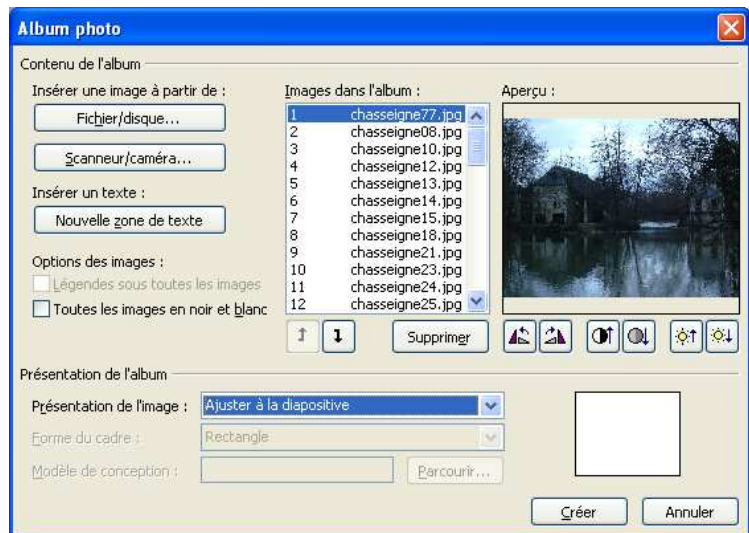 Album photo
Contenu de l'album
Insérer une image à partir de :
Fichier/disque...
Scanneur/caméra...
Insérer un texte :
Nouvelle zone de texte
Options des images :
Légendes sous toutes les images
Toutes les images en noir et blanc
Images dans l'album :
1 chasseigne77.jpg
2 chasseigne08.jpg
3 chasseigne10.jpg
4 chasseigne12.jpg
5 chasseigne13.jpg
6 chasseigne14.jpg
7 chasseigne15.jpg
8 chasseigne18.jpg
9 chasseigne21.jpg
10 chasseigne23.jpg
11 chasseigne24.jpg
12 chasseigne25.jpg
Supprimer
Aperçu :
Présentation de l'album
Présentation de l'image : Ajuster à la diapositive
Forme du cadre : Rectangle
Modèle de conception : Parcourir...
Créer Annuler